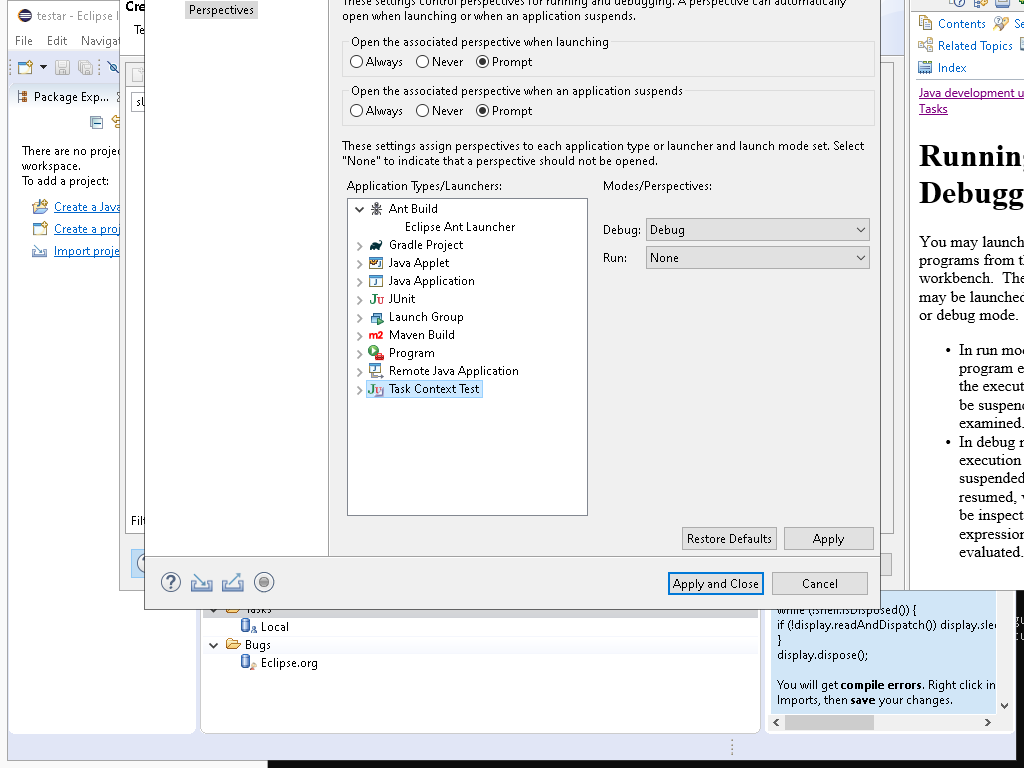 testar - Eclipse I
File Edit Navigat
Package Exp...
There are no proje
workspace.
To add a project:
Create a Java
Create a proj
Import proje
Cre
Te
Perspectives
These settings control perspectives for running and debugging. A perspective can automatically
open when launching or when an application suspends.
Open the associated perspective when launching
Always Never Prompt
Open the associated perspective when an application suspends
Always Never Prompt
These settings assign perspectives to each application type or launcher and launch mode set. Select
"None" to indicate that a perspective should not be opened.
Application Types/Launchers:
Modes/Perspectives:
Ant Build
Eclipse Ant Launcher
Gradle Project
Java Applet
Java Application
JUnit
Launch Group
Maven Build
Program
Remote Java Application
Task Context Test
Debug: Debug
Run: None
Restore Defaults Apply
Apply and Close Cancel
Contents Se
Related Topics
Index
Java development u
Tasks
Running
Debugg
You may launch
programs from th
workbench. The
may be launched
or debug mode.
• In run mod
program e
the execut
be suspend
examined.
• In debug m
execution
suspended
resumed, v
be inspect
expression
evaluated.
Tasks
Local
Bugs
Eclipse.org
while (!shell.isDisposed()) {
if (!display.readAndDispatch()) display.slee
}
display.dispose();
You will get compile errors. Right click in
Imports, then save your changes.